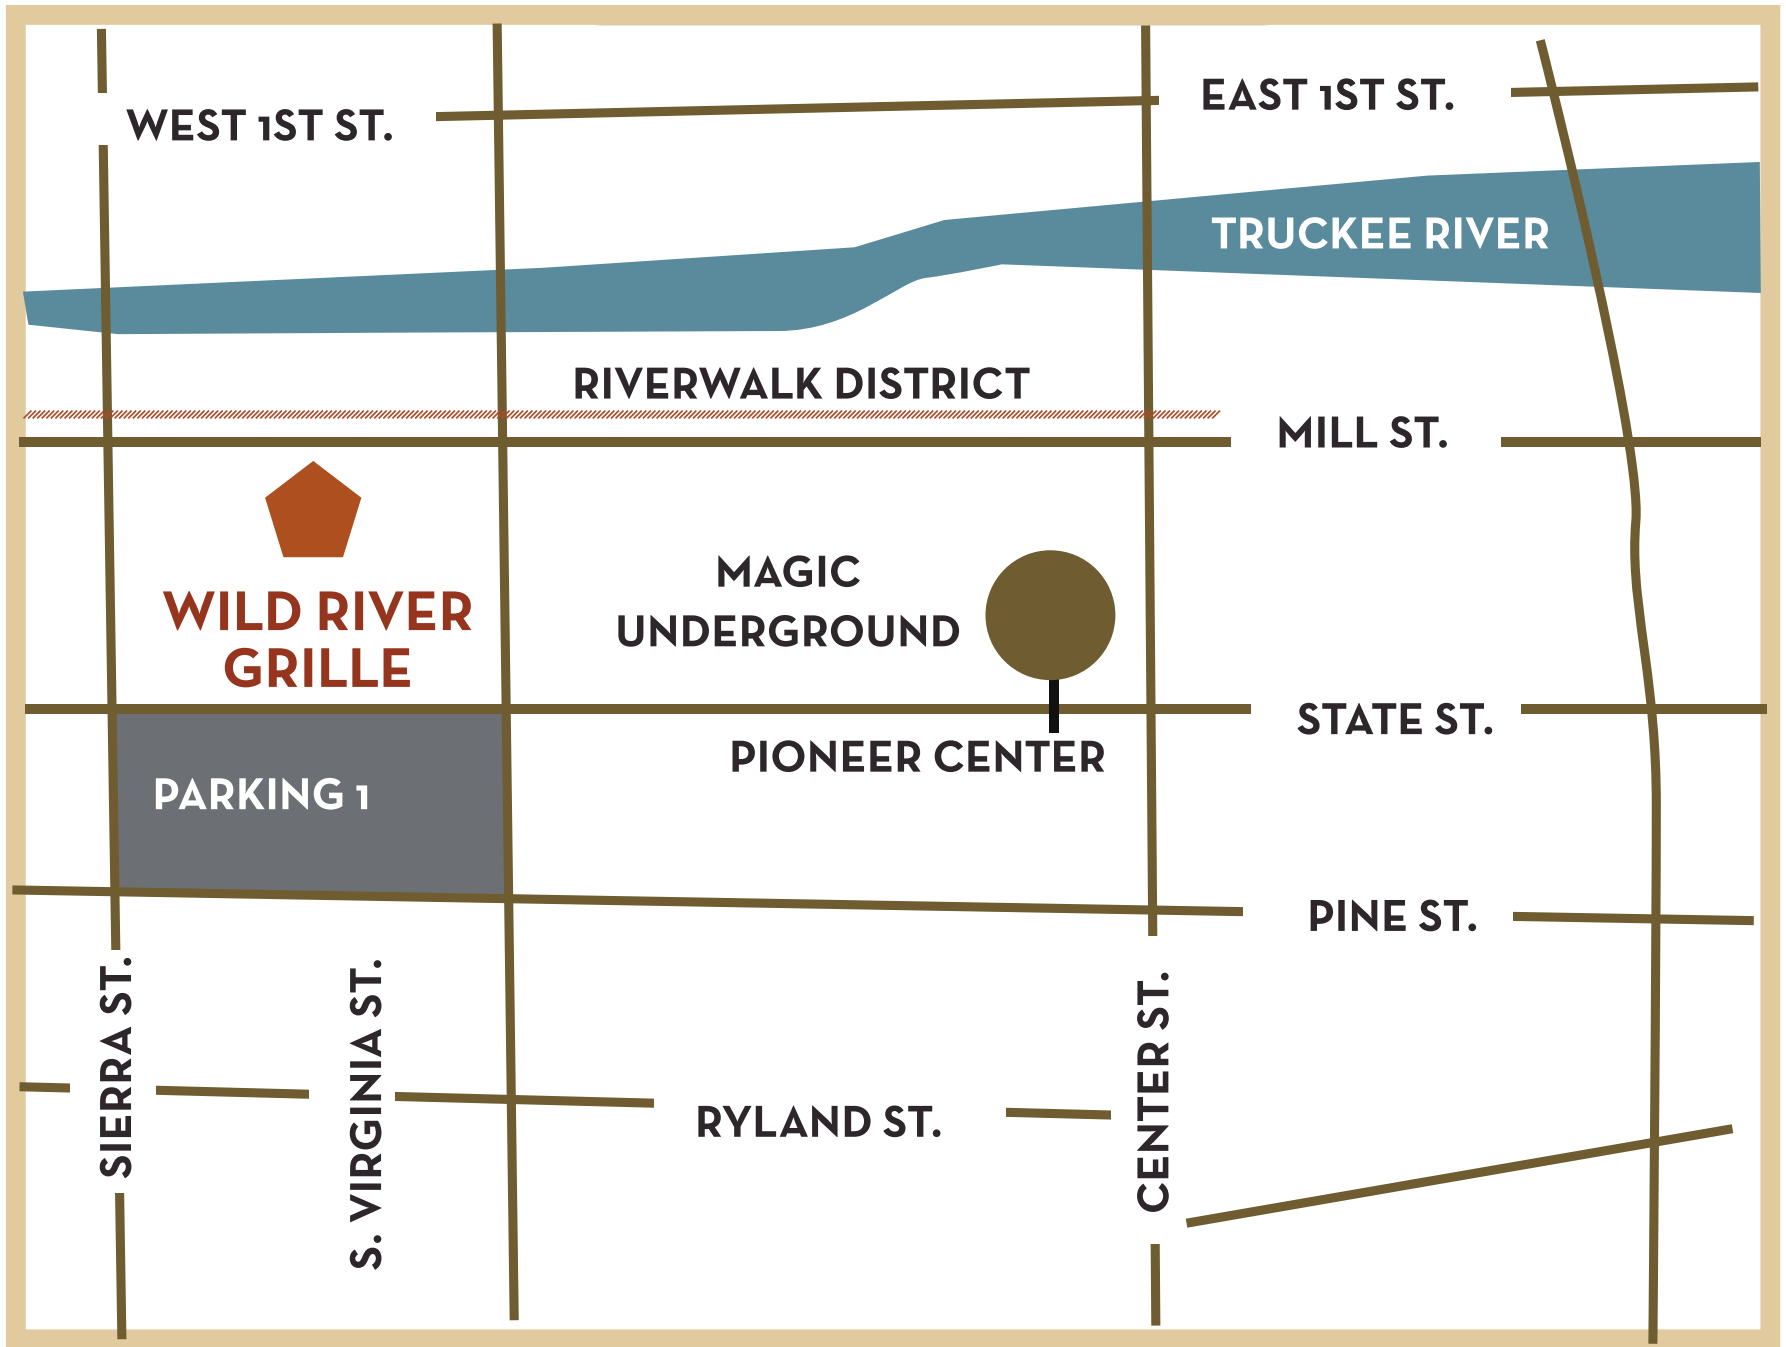 EAST 1ST ST.
WEST 1ST ST.
TRUCKEE RIVER
RIVERWALK DISTRICT
MILL ST.
MAGIC
UNDERGROUND
WILD RIVER
GRILLE
STATE ST.
PIONEER CENTER
PARKING 1
PINE ST.
SIERRA ST.
S. VIRGINIA ST.
CENTER ST.
RYLAND ST.